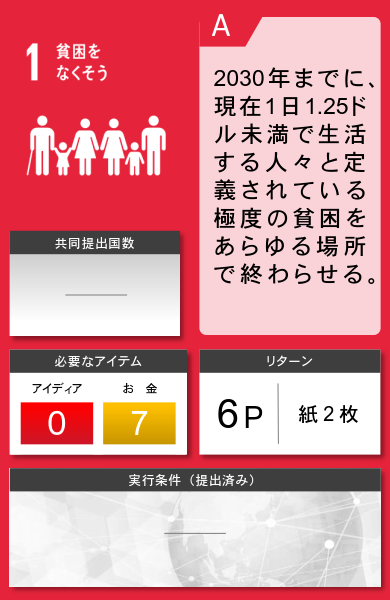 1 貧困を
なくそう
A
2030年までに、
現在1日1.25ド
ル未満で生活
する人々と定
義されている
極度の貧困を
あらゆる場所
で終わらせる。
共同提出国数
必要なアイテム
アイディア お 金
0 7
リターン
6P 紙2枚
実行条件（提出済み）